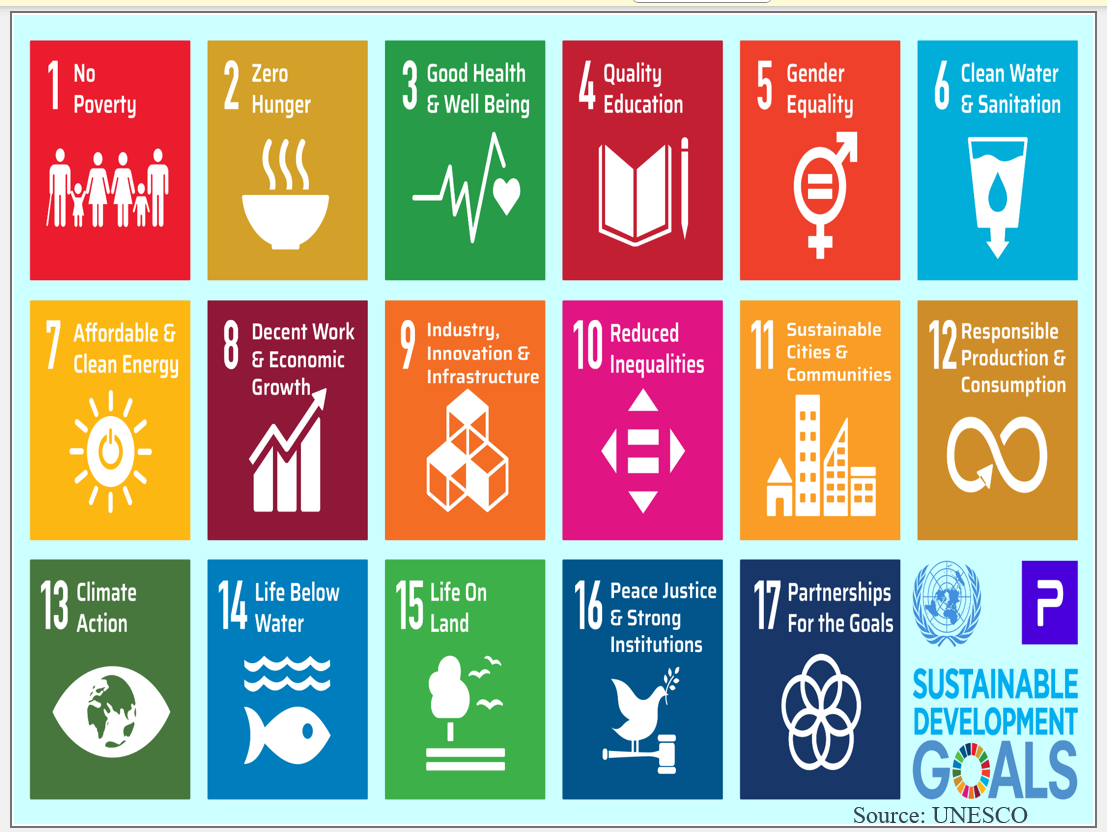 1 No
Poverty
2 Zero
Hunger
3 Good Health
& Well Being
4 Quality
Education
5 Gender
Equality
6 Clean Water
& Sanitation
7 Affordable &
Clean Energy
8 Decent Work
& Economic
Growth
9 Industry,
Innovation &
Infrastructure
10 Reduced
Inequalities
11 Sustainable
Cities &
Communities
12 Responsible
Production &
Consumption
13 Climate
Action
14 Life Below
Water
15 Life On
Land
16 Peace Justice
& Strong
Institutions
17 Partnerships
For the Goals
P
SUSTAINABLE
DEVELOPMENT
GOALS
Source: UNESCO